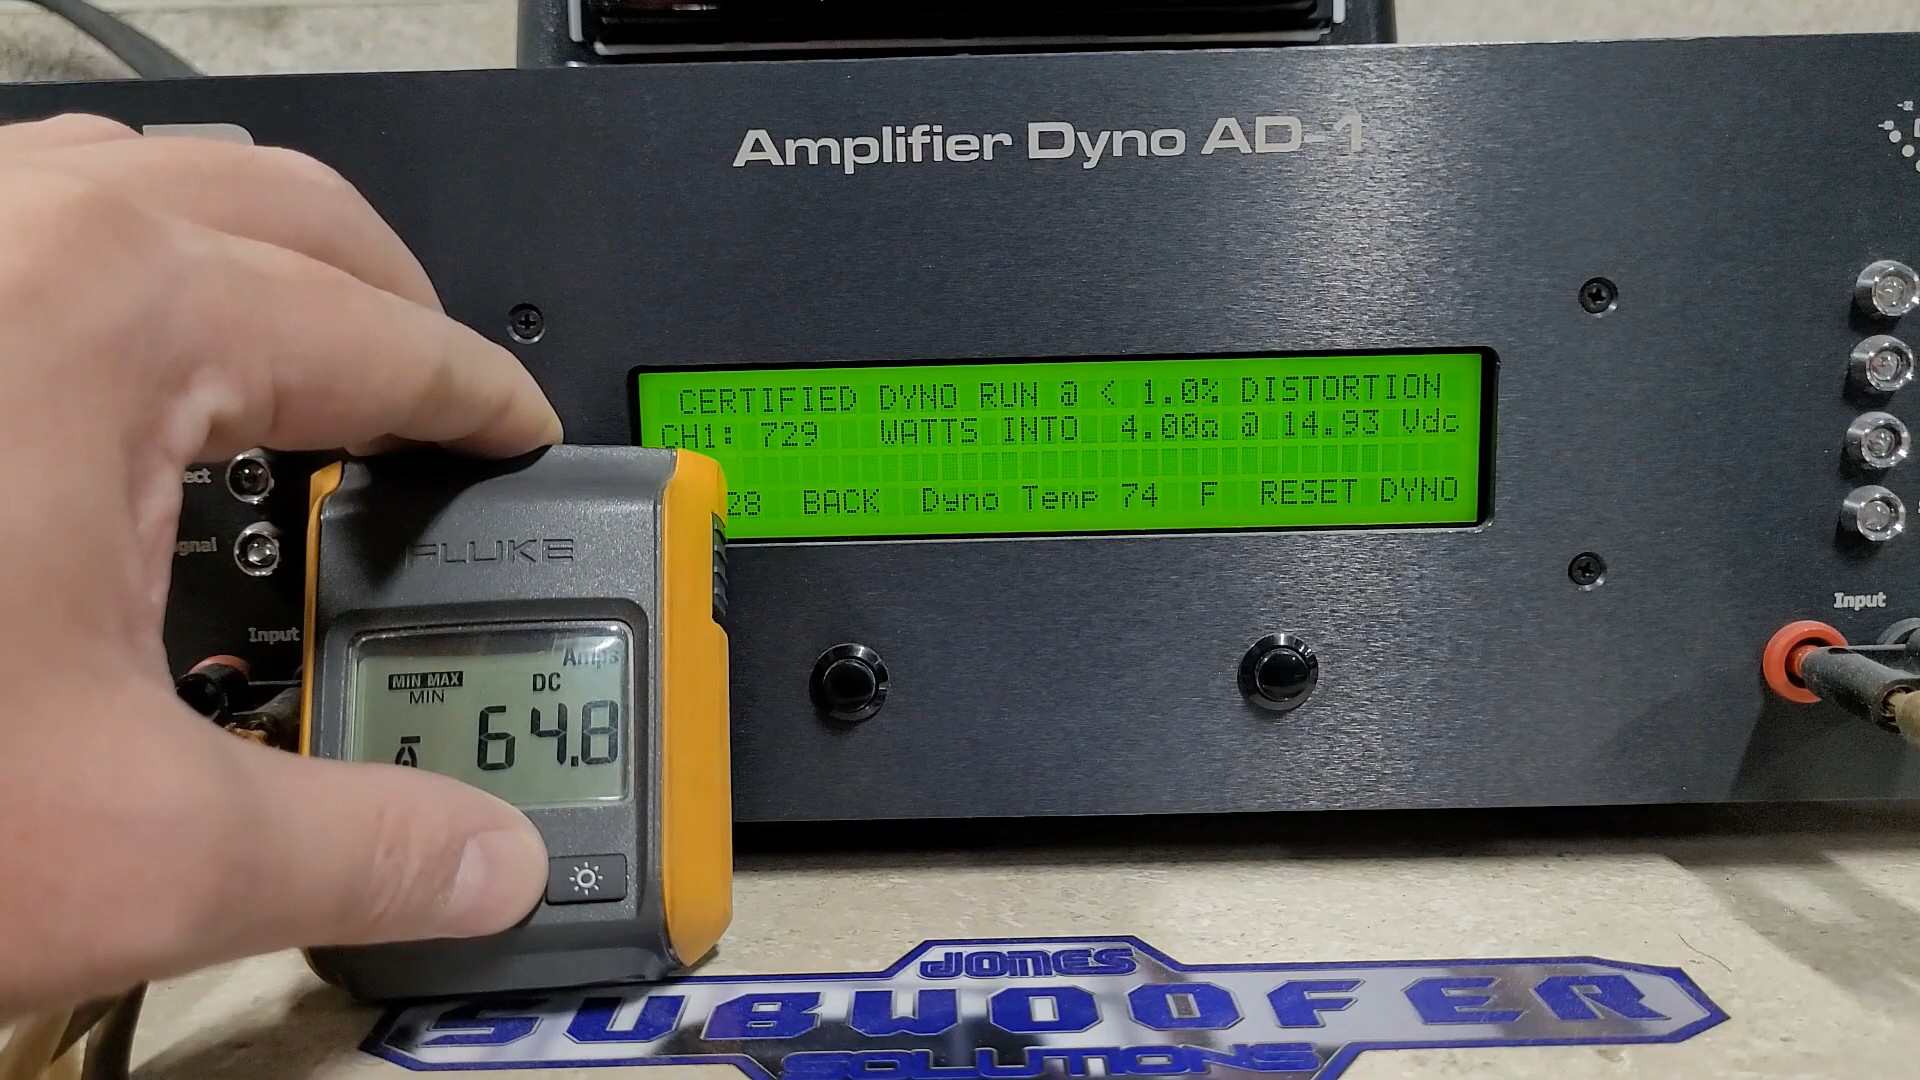 Amplifier Dyno AD-1
CERTIFIED DYNO RUN @ < 1.0% DISTORTION
CH1: 729 WATTS INTO 4.00Ω @ 14.93 Vdc
28 BACK Dyno Temp 74 F RESET DYNO
FLUKE
Input
Amps
MIN MAX
DC
MIN
64.8
Input
JONES
SUBWOOFER
SOLUTIONS